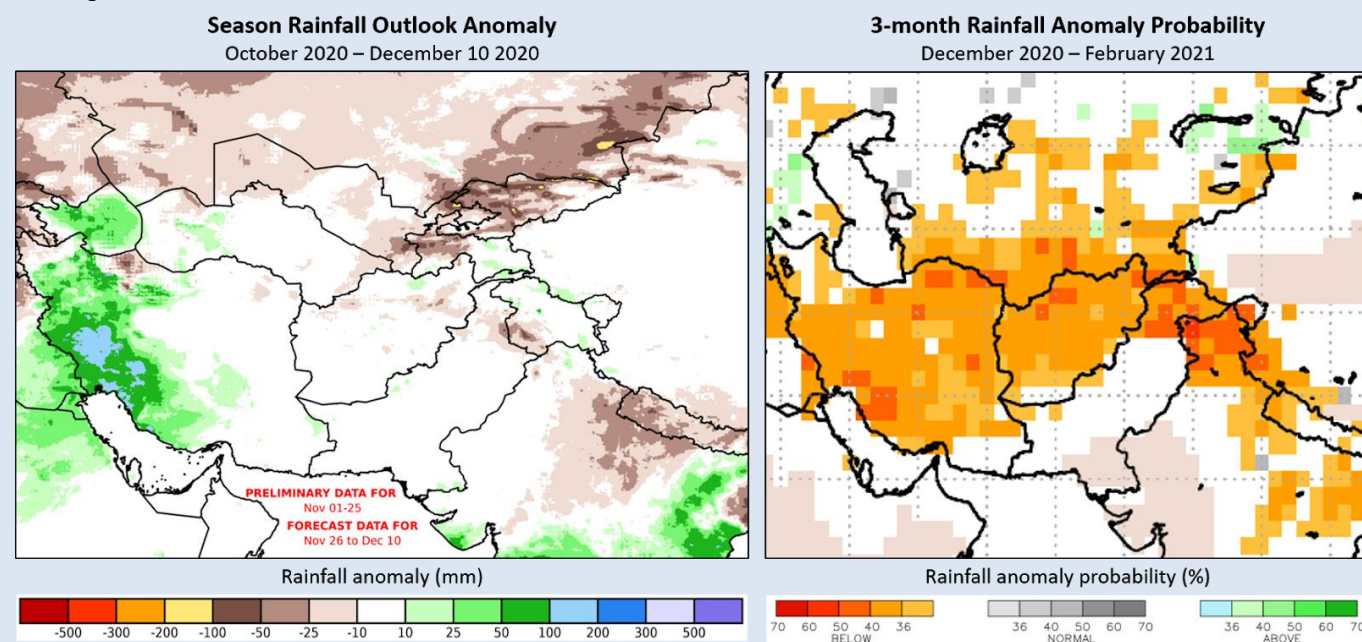 Season Rainfall Outlook Anomaly
October 2020 – December 10 2020
PRELIMINARY DATA FOR
Nov 01-25
FORECAST DATA FOR
Nov 26 to Dec 10
Rainfall anomaly (mm)
-500 -300 -200 -100 -50 -25 -10 10 25 50 100 200 300 500
3-month Rainfall Anomaly Probability
December 2020 – February 2021
Rainfall anomaly probability (%)
70 60 50 40 36 36 40 50 60 70 36 40 50 60 70
BELOW NORMAL ABOVE